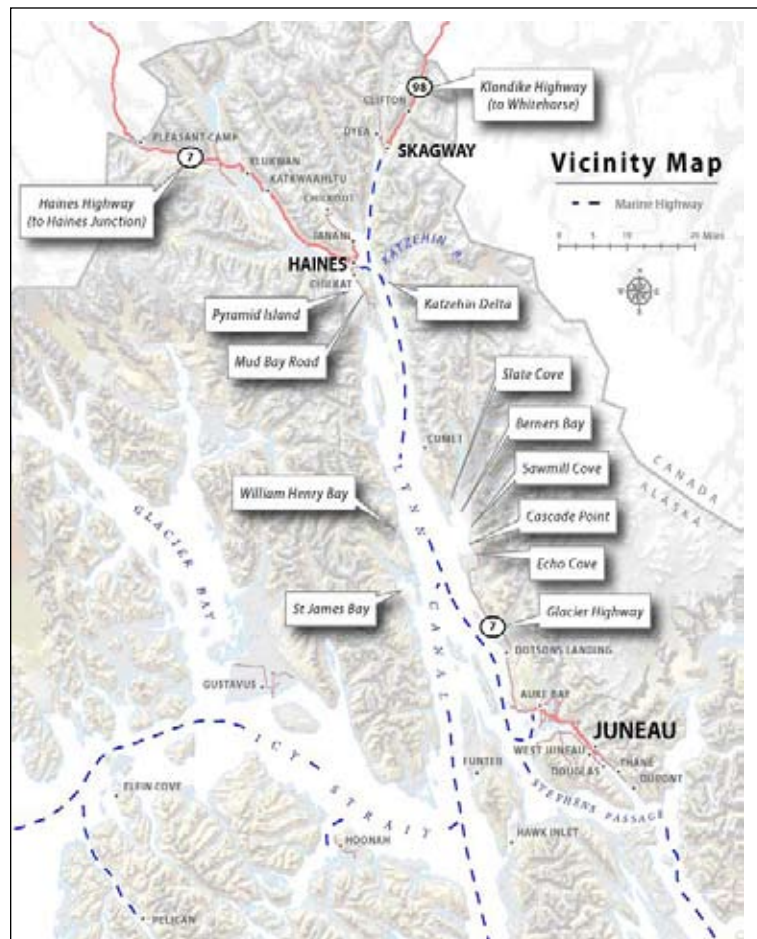 98
Klondike Highway
(to Whitehorse)
CLIFTON
DYEA
SKAGWAY
PLEASANT CAMP
7
KLUKWAN
KATKWAAHLTU
CHILKOOT
Haines Highway
(to Haines Junction)
Vicinity Map
Marine Highway
0 5 10 20 Miles
N
W E
S
TANANI
HAINES
KATZEHIN R.
CHILKAT
Pyramid Island
Katzehin Delta
Mud Bay Road
Slate Cove
Berners Bay
COMET
Sawmill Cove
CANADA
ALASKA
William Henry Bay
Cascade Point
GLACIER BAY
LYNN CANAL
Echo Cove
St James Bay
Glacier Highway
7
DOTSONS LANDING
GUSTAVUS
AUKE BAY
JUNEAU
WEST JUNEAU
THANE
DOUGLAS
DUPONT
FUNTER
ICY STRAIT
STEPHENS PASSAGE
ELFIN COVE
HOONAH
HAWK INLET
PELICAN